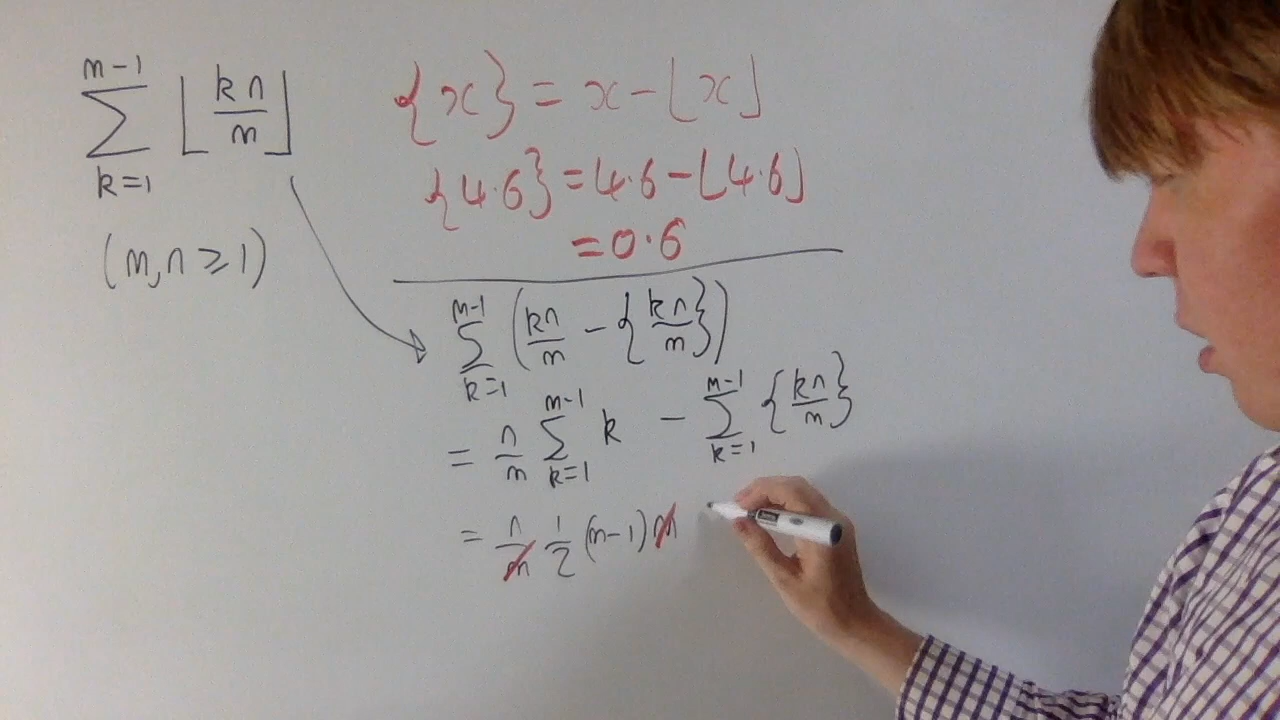 m-1
∑ ⌊kn/m⌋
k=1
(m,n ≥ 1)
{x} = x - ⌊x⌋
{4.6} = 4.6 - ⌊4.6⌋
= 0.6
m-1
∑ (kn/m - {kn/m})
k=1
m-1 m-1
= n/m ∑ k - ∑ {kn/m}
k=1 k=1
= n/m 1/2 (m-1) m